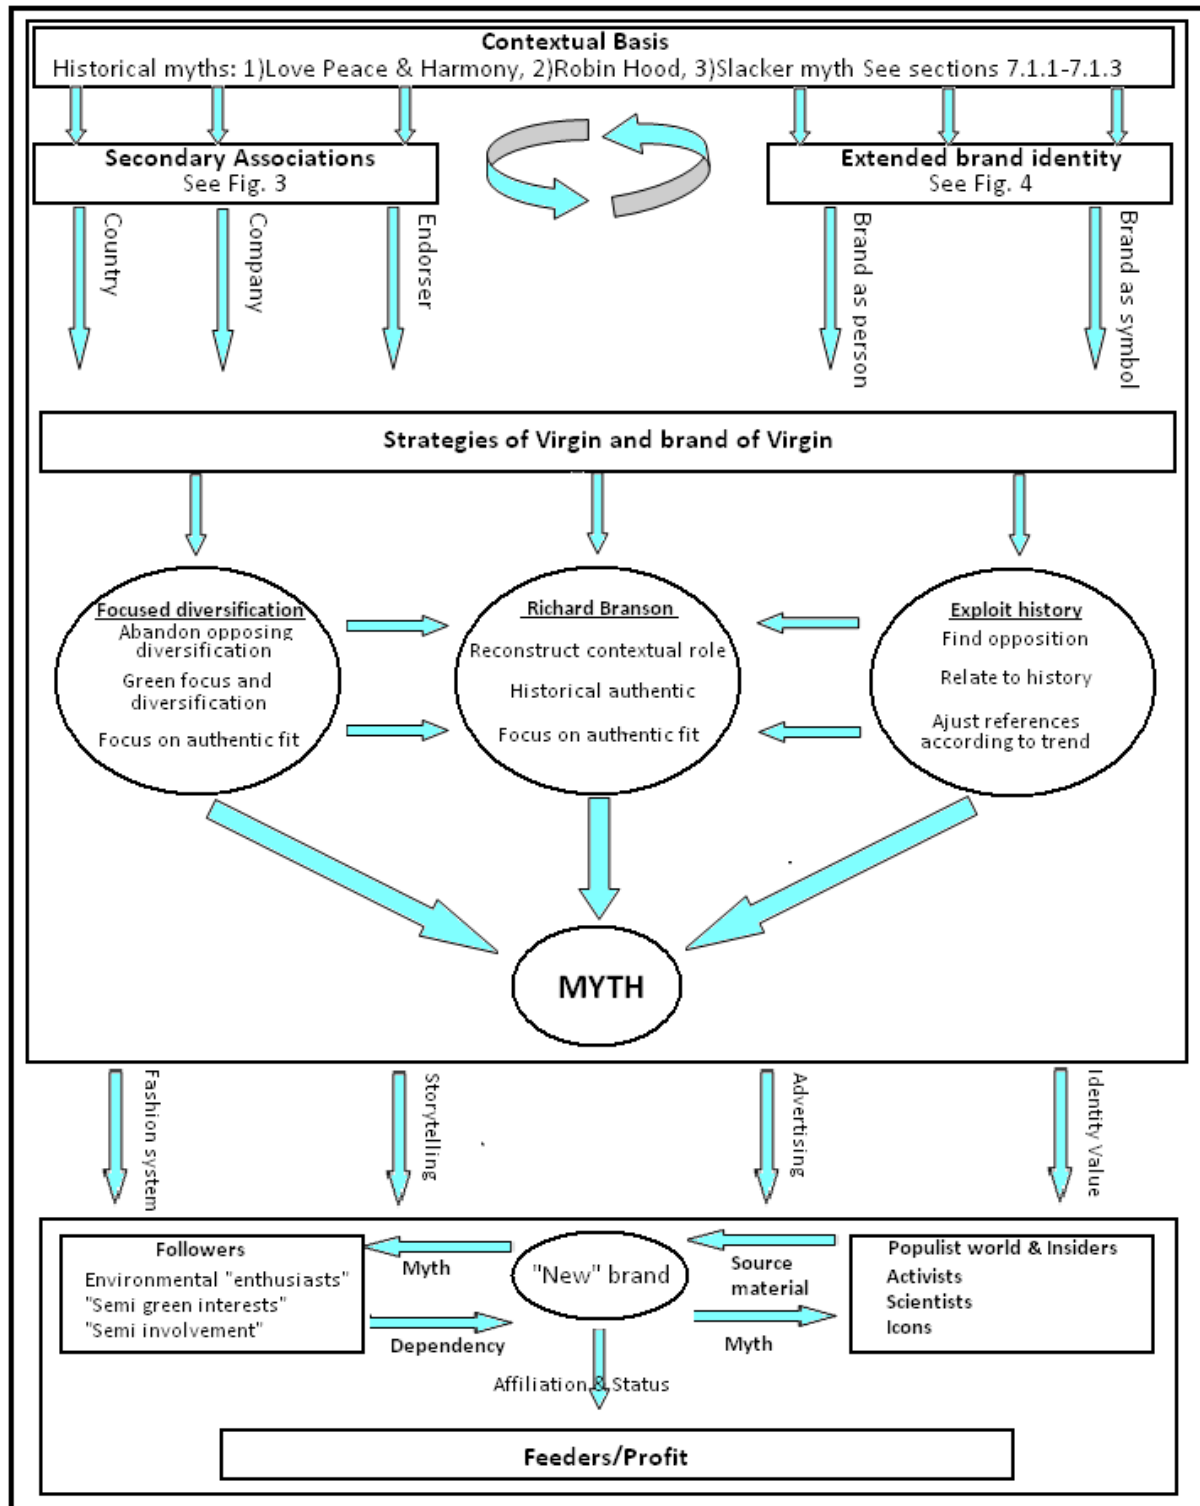 Contextual Basis
Historical myths: 1)Love Peace & Harmony, 2)Robin Hood, 3)Slacker myth See sections 7.1.1-7.1.3
Secondary Associations
See Fig. 3
Extended brand identity
See Fig. 4
Country
Company
Endorser
Brand as person
Brand as symbol
Strategies of Virgin and brand of Virgin
Focused diversification
Abandon opposing
diversification
Green focus and
diversification
Focus on authentic fit
Richard Branson
Reconstruct contextual role
Historical authentic
Focus on authentic fit
Exploit history
Find opposition
Relate to history
Ajust references
according to trend
MYTH
Fashion system
Storytelling
Advertising
Identity Value
Followers
Environmental "enthusiasts"
"Semi green interests"
"Semi involvement"
Myth
Dependency
"New" brand
Source
material
Myth
Populist world & Insiders
Activists
Scientists
Icons
Affiliation & Status
Feeders/Profit